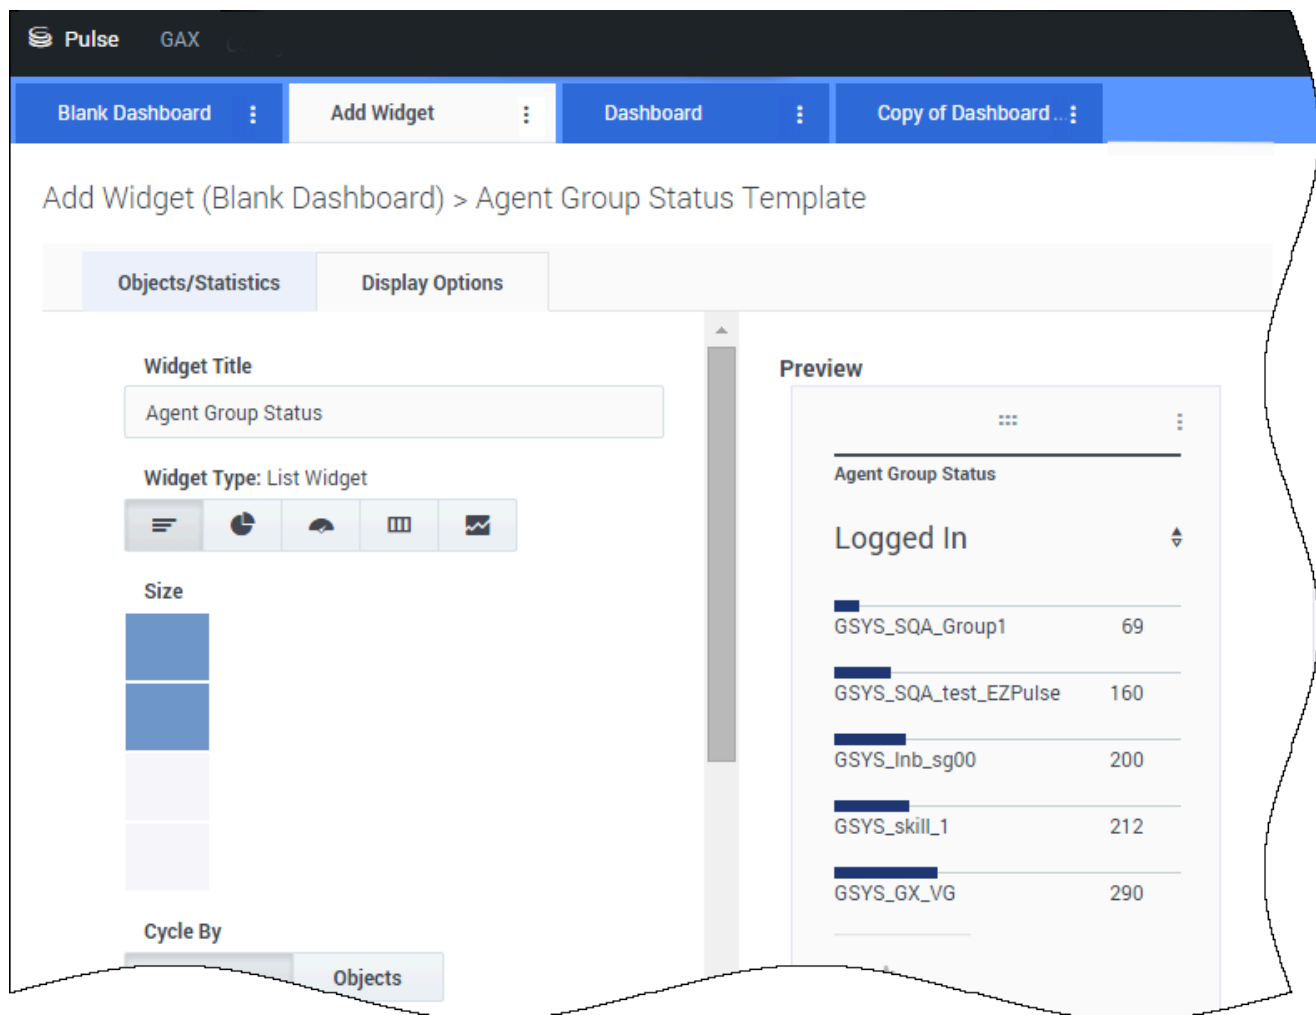 Pulse GAX
Blank Dashboard Add Widget Dashboard Copy of Dashboard ...
Add Widget (Blank Dashboard) > Agent Group Status Template
Objects/Statistics Display Options
Widget Title
Agent Group Status
Widget Type: List Widget
Size
Cycle By
Objects
Preview
Agent Group Status
Logged In
GSYS_SQA_Group1 69
GSYS_SQA_test_EZPulse 160
GSYS_Inb_sg00 200
GSYS_skill_1 212
GSYS_GX_VG 290